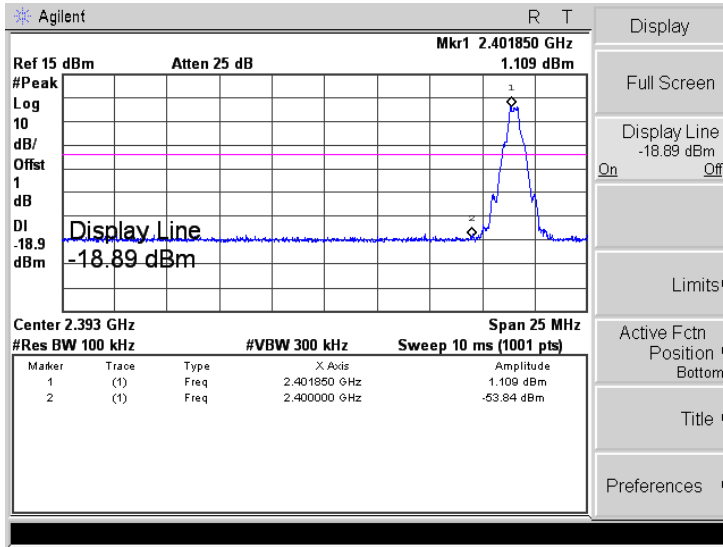 Agilent R T
Mkr1 2.401850 GHz
Ref 15 dBm Atten 25 dB 1.109 dBm
#Peak
Log
10
dB/
Offst
1
dB
DI
-18.9
dBm
1
2
Display Line
-18.89 dBm
Center 2.393 GHz Span 25 MHz
#Res BW 100 kHz #VBW 300 kHz Sweep 10 ms (1001 pts)
Marker Trace Type X Axis Amplitude
1 (1) Freq 2.401850 GHz 1.109 dBm
2 (1) Freq 2.400000 GHz -53.84 dBm
Display
Full Screen
Display Line
-18.89 dBm
On Off
Limits
Active Fctn
Position
Bottom
Title
Preferences